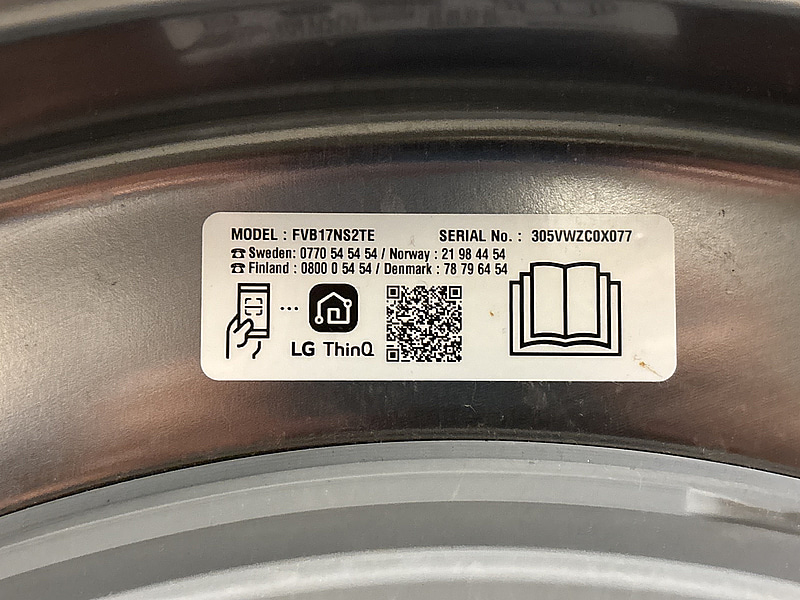 MODEL : FVB17NS2TE SERIAL No. : 305VWZC0X077
☎ Sweden: 0770 54 54 54 / Norway : 21 98 44 54
☎ Finland : 0800 0 54 54 / Denmark : 78 79 64 54
LG ThinQ